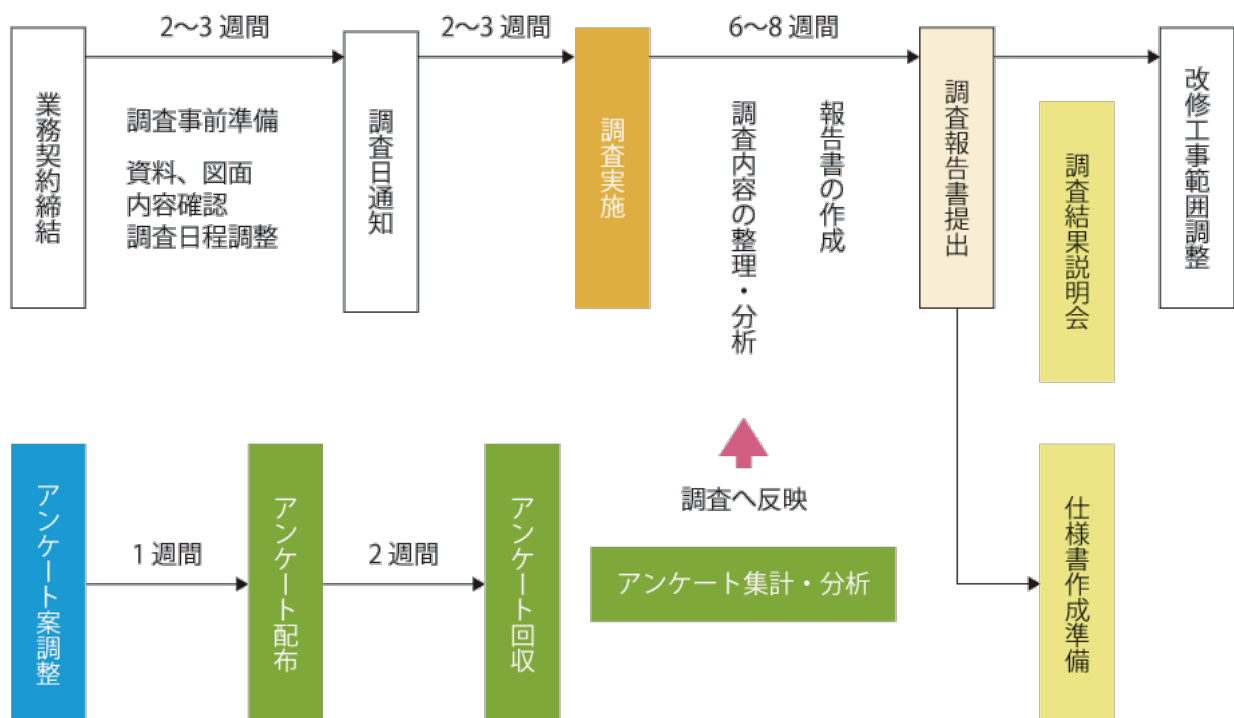 2～3 週間
2～3 週間
6～8 週間
業務契約締結
調査事前準備
資料、図面
内容確認
調査日程調整
調査日通知
調査実施
調査内容の整理・分析
報告書の作成
調査報告書提出
調査結果説明会
改修工事範囲調整
アンケート案調整
1 週間
アンケート配布
2 週間
アンケート回収
調査へ反映
アンケート集計・分析
仕様書作成準備